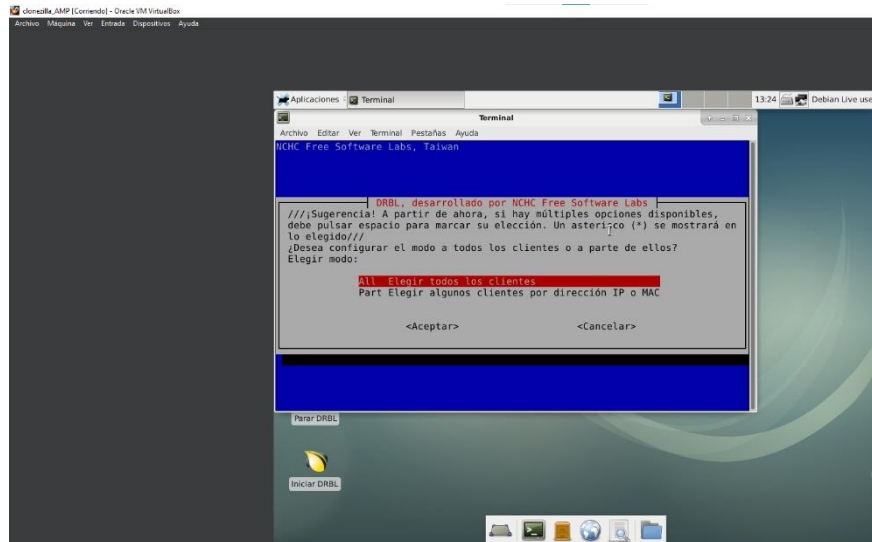 clonezilla_AMP [Corriendo] - Oracle VM VirtualBox
Archivo Máquina Ver Entrada Dispositivos Ayuda
Aplicaciones Terminal 13:24 Debian Live use
Terminal
Archivo Editar Ver Terminal Pestañas Ayuda
NCHC Free Software Labs, Taiwan
DRBL, desarrollado por NCHC Free Software Labs
///¡Sugerencia! A partir de ahora, si hay múltiples opciones disponibles,
debe pulsar espacio para marcar su elección. Un asterisco (*) se mostrará en
lo elegido///
¿Desea configurar el modo a todos los clientes o a parte de ellos?
Elegir modo:
All Elegir todos los clientes
Part Elegir algunos clientes por dirección IP o MAC
<Aceptar> <Cancelar>
Parar DRBL
Iniciar DRBL